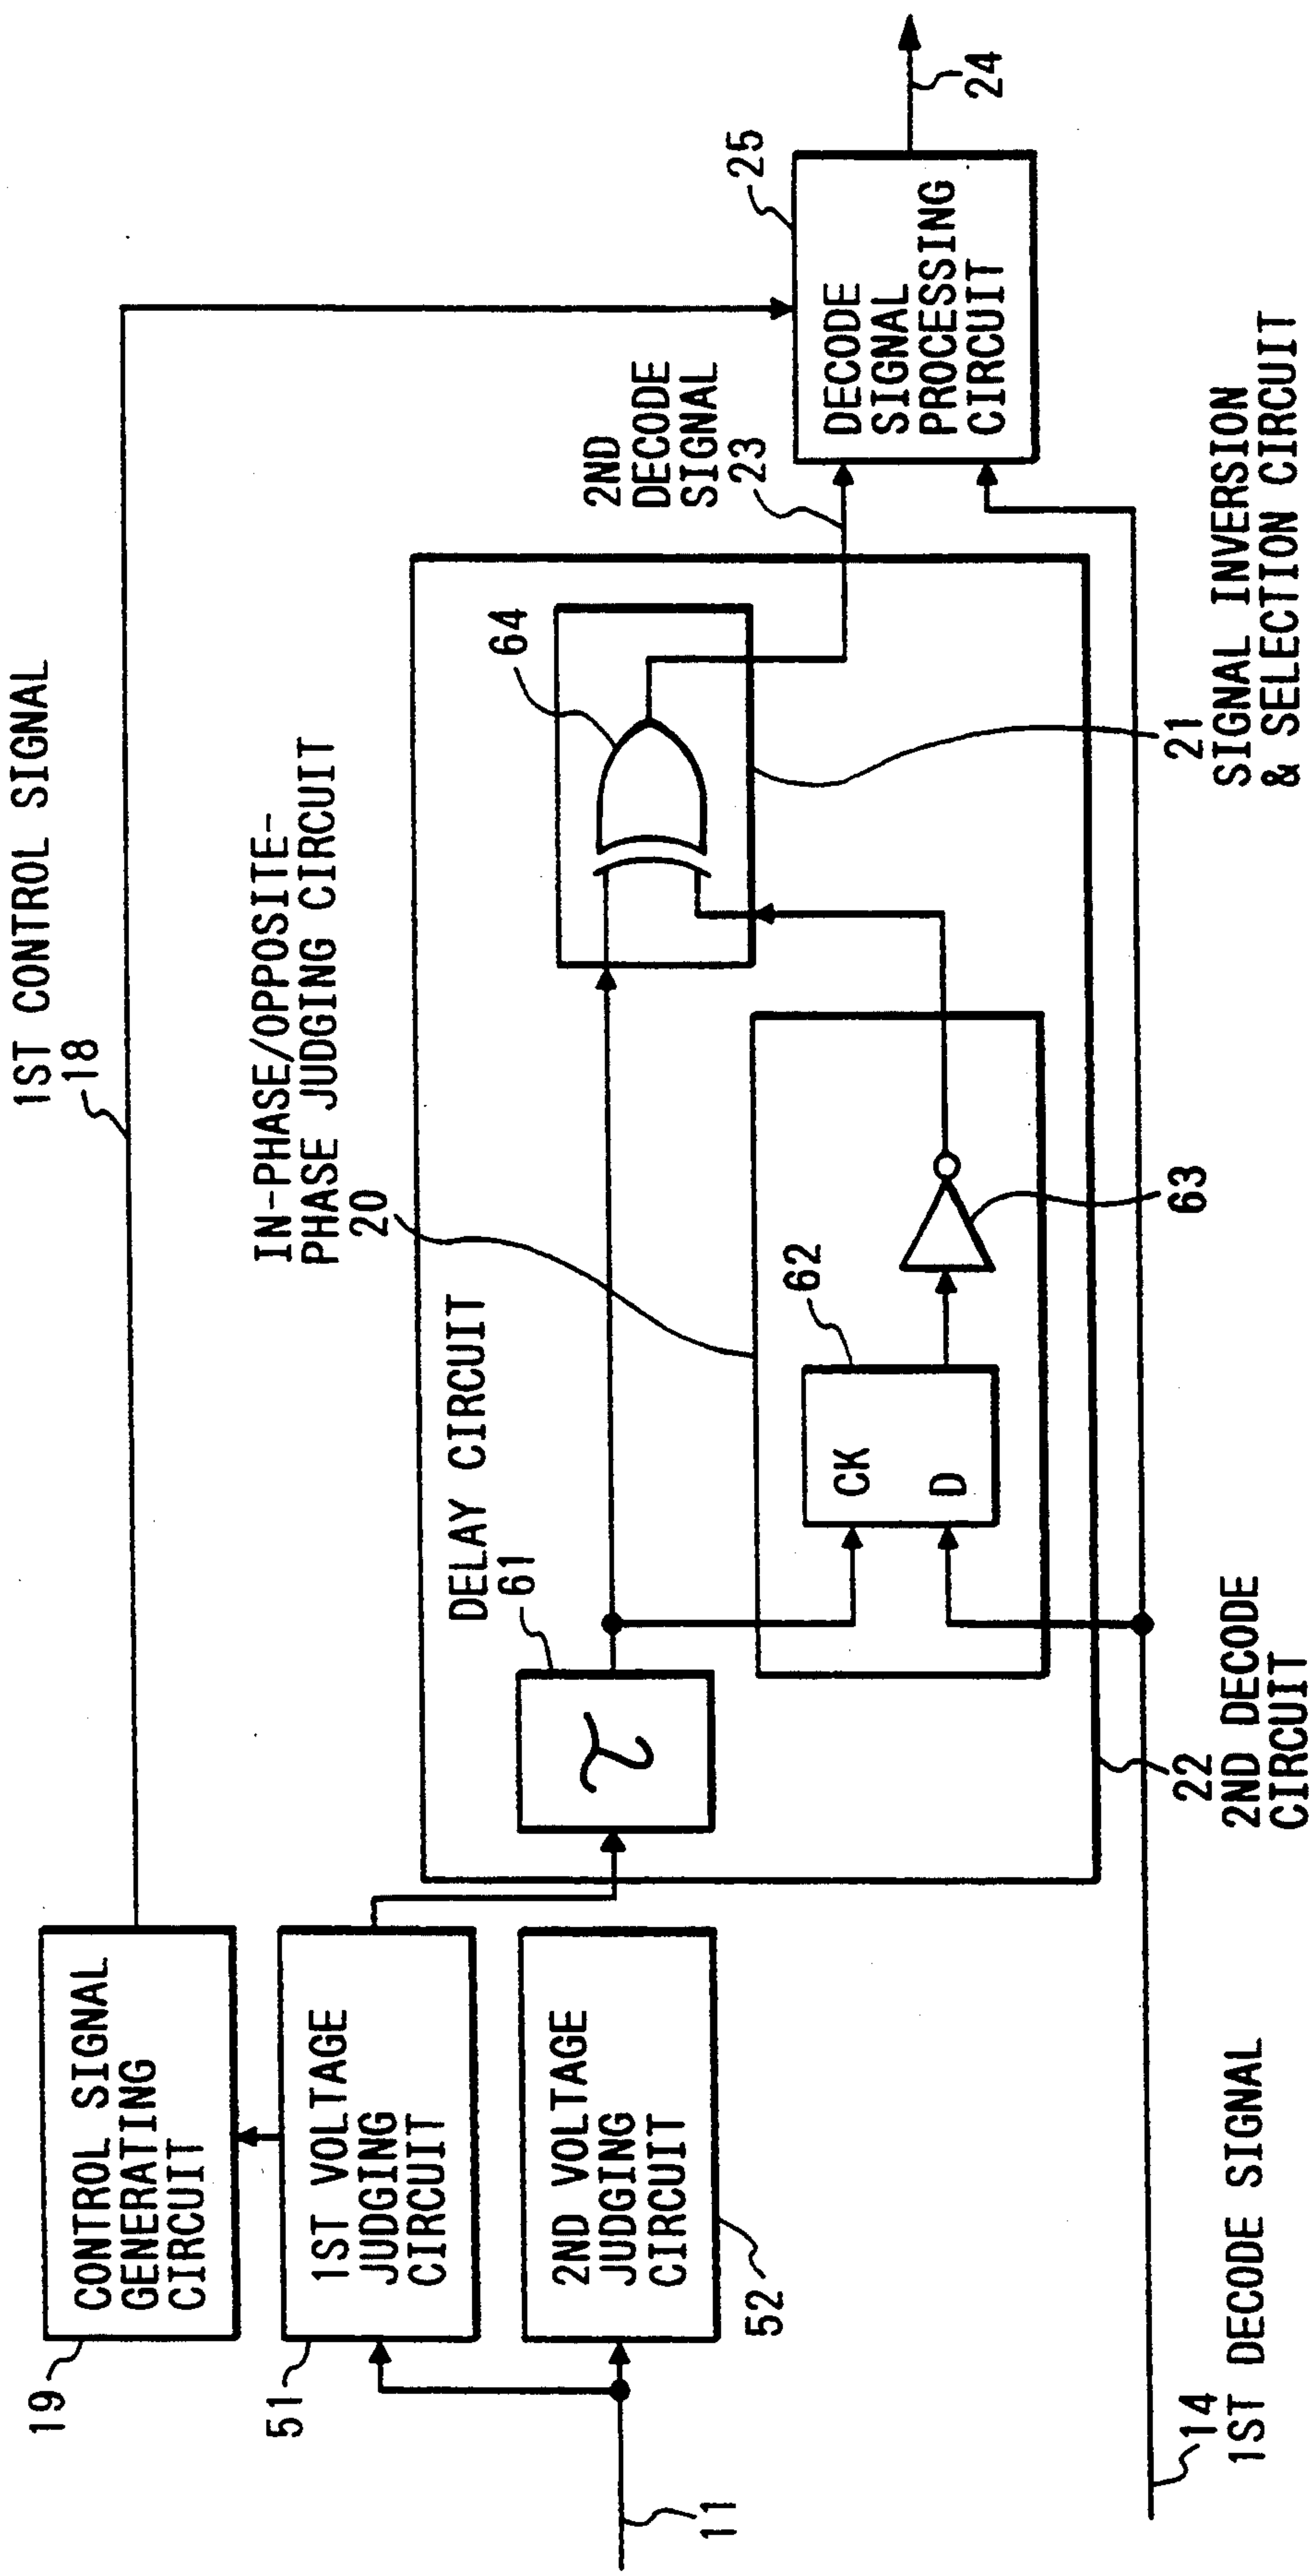 1ST CONTROL SIGNAL
18
IN-PHASE/OPPOSITE-
PHASE JUDGING CIRCUIT
20
19
CONTROL SIGNAL
GENERATING
CIRCUIT
51
1ST VOLTAGE
JUDGING
CIRCUIT
52
2ND VOLTAGE
JUDGING
CIRCUIT
11
DELAY CIRCUIT
61
τ
62
CK
D
63
64
2ND
DECODE
SIGNAL
23
25
DECODE
SIGNAL
PROCESSING
CIRCUIT
24
14
1ST DECODE SIGNAL
22
2ND DECODE
CIRCUIT
21
SIGNAL INVERSION
& SELECTION CIRCUIT